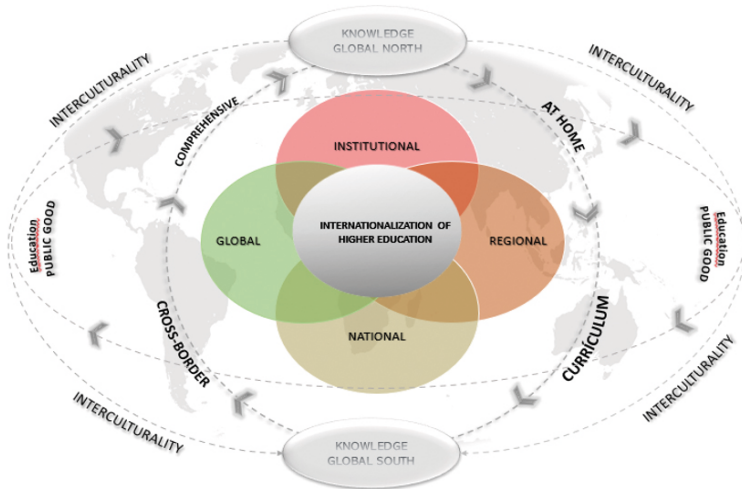 KNOWLEDGE
GLOBAL NORTH
INTERCULTURALITY
INTERCULTURALITY
COMPREHENSIVE
AT HOME
INSTITUTIONAL
Education
PUBLIC GOOD
GLOBAL
INTERNATIONALIZATION OF
HIGHER EDUCATION
REGIONAL
Education
PUBLIC GOOD
CROSS-BORDER
NATIONAL
CURRÍCULUM
INTERCULTURALITY
INTERCULTURALITY
KNOWLEDGE
GLOBAL SOUTH